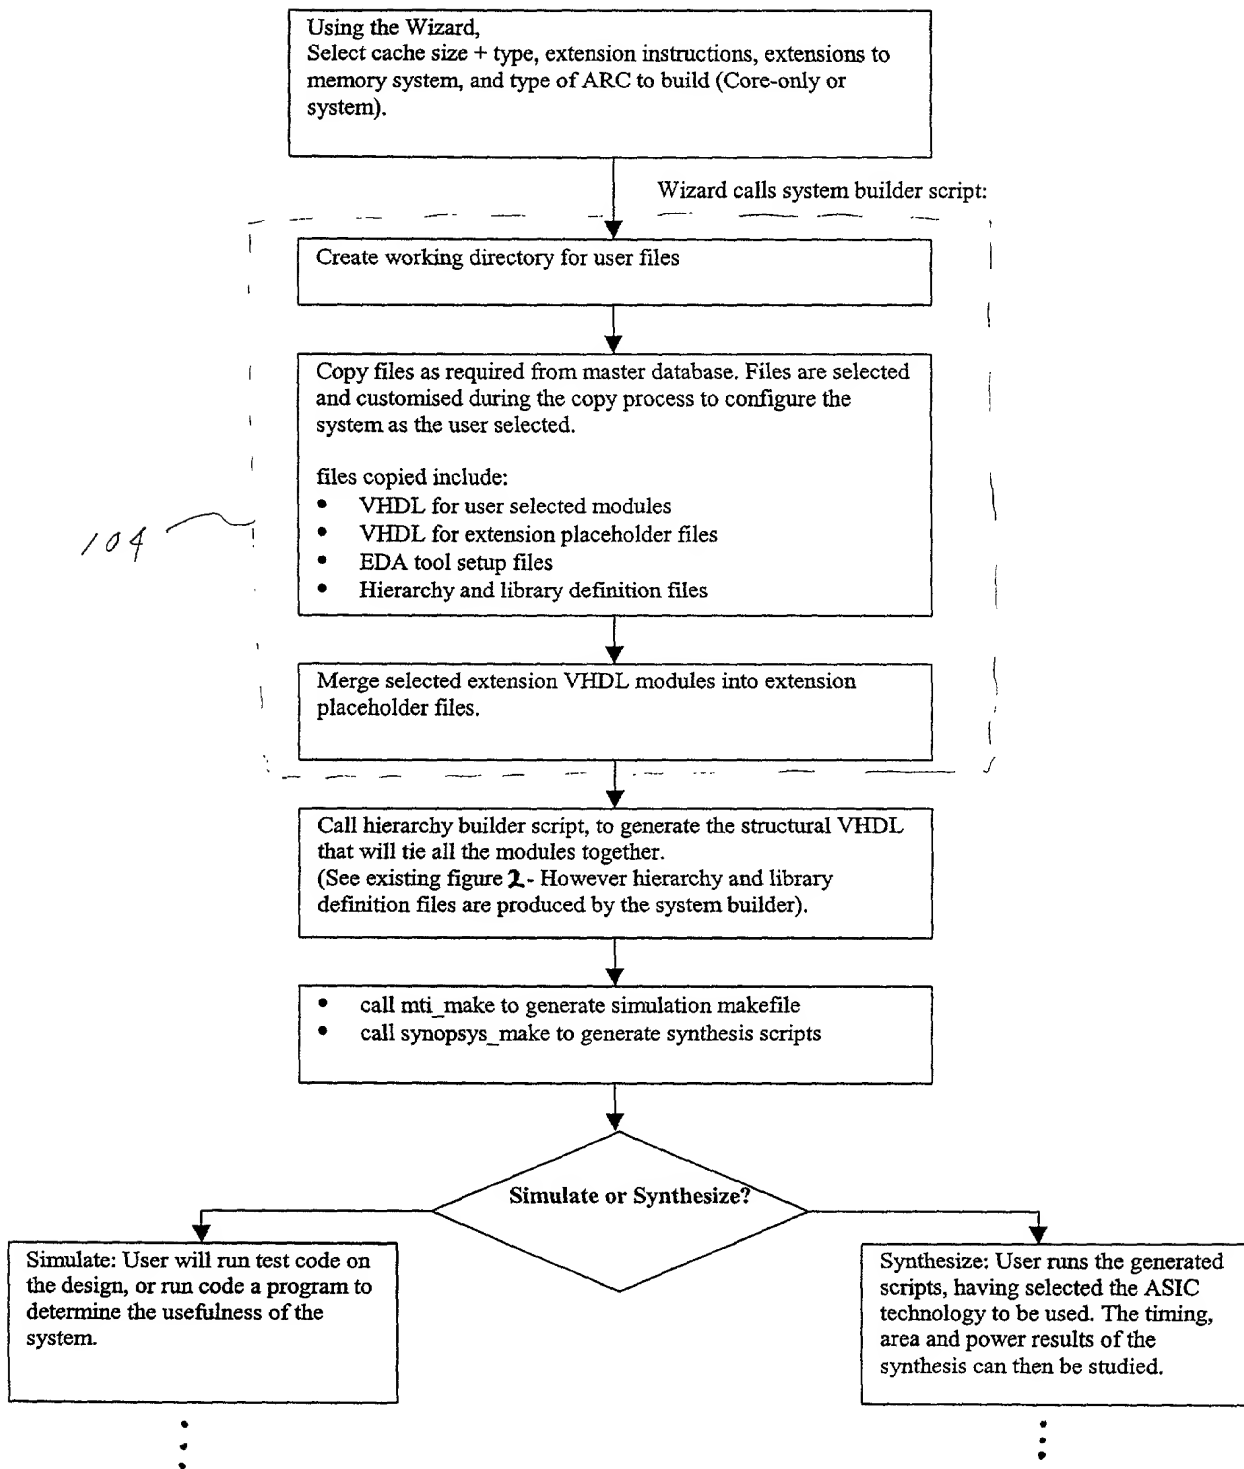 Using the Wizard,
Select cache size + type, extension instructions, extensions to
memory system, and type of ARC to build (Core-only or
system).
Wizard calls system builder script:
Create working directory for user files
Copy files as required from master database. Files are selected
and customised during the copy process to configure the
system as the user selected.
files copied include:
• VHDL for user selected modules
• VHDL for extension placeholder files
• EDA tool setup files
• Hierarchy and library definition files
104
Merge selected extension VHDL modules into extension
placeholder files.
Call hierarchy builder script, to generate the structural VHDL
that will tie all the modules together.
(See existing figure 2 - However hierarchy and library
definition files are produced by the system builder).
• call mti_make to generate simulation makefile
• call synopsys_make to generate synthesis scripts
Simulate or Synthesize?
Simulate: User will run test code on
the design, or run code a program to
determine the usefulness of the
system.
Synthesize: User runs the generated
scripts, having selected the ASIC
technology to be used. The timing,
area and power results of the
synthesis can then be studied.